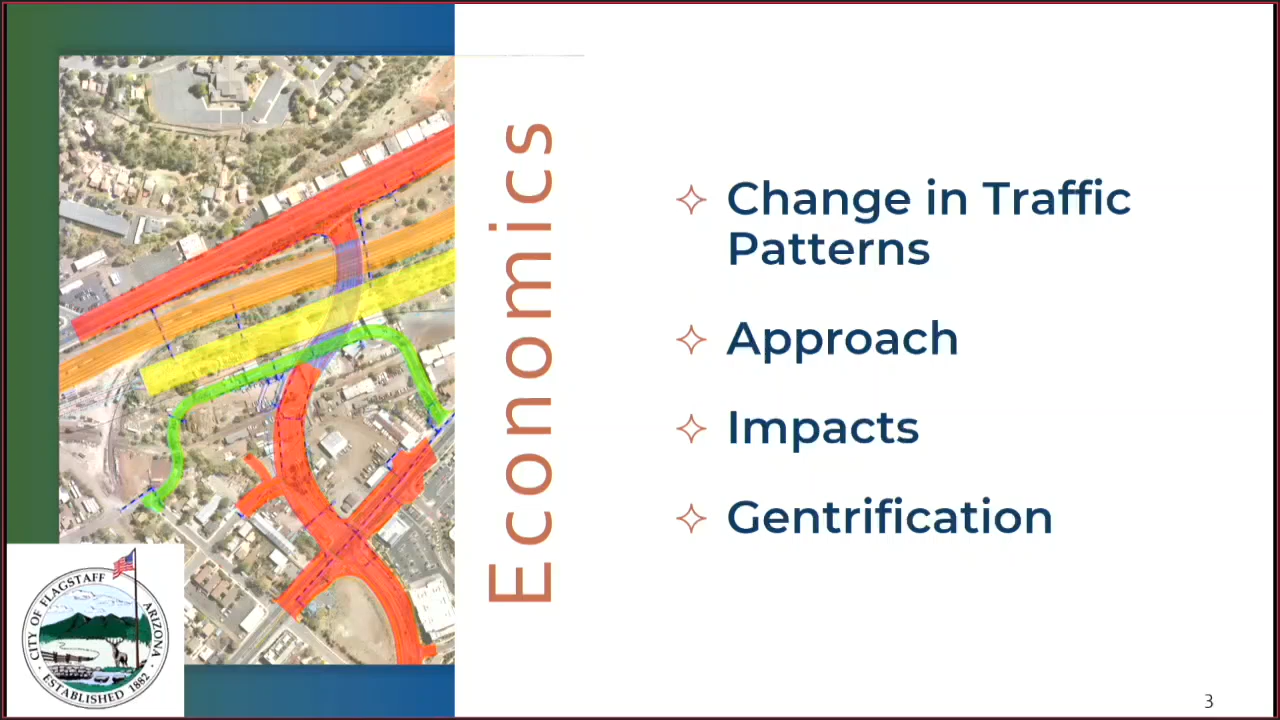 Economics
Change in Traffic
Patterns
Approach
Impacts
Gentrification
CITY OF FLAGSTAFF ARIZONA
· ESTABLISHED 1882 ·
3